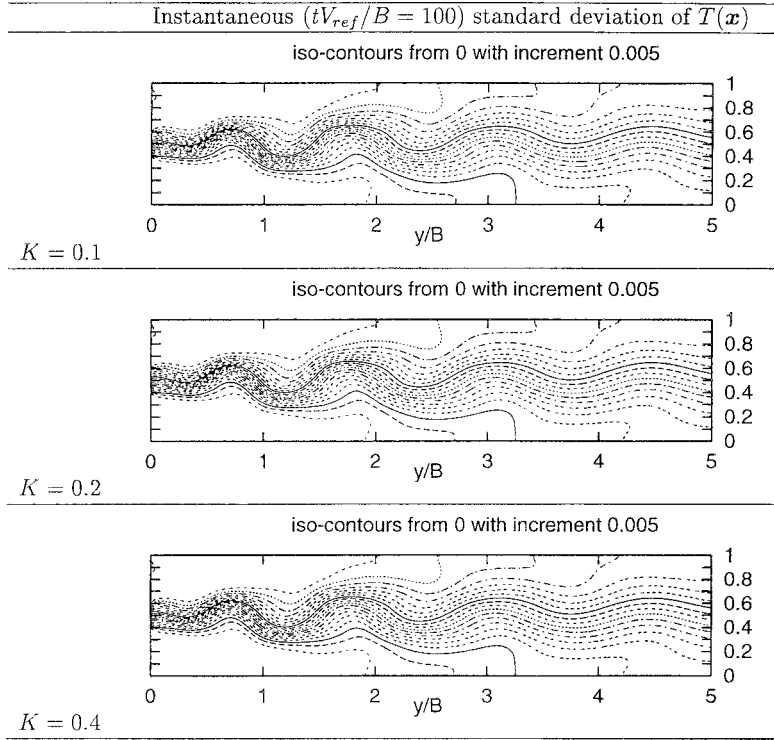 Instantaneous (tV_ref/B = 100) standard deviation of T(x)
iso-contours from 0 with increment 0.005
1
0.8
0.6
0.4
0.2
0
0 1 2 3 4 5
y/B
K = 0.1
iso-contours from 0 with increment 0.005
1
0.8
0.6
0.4
0.2
0
0 1 2 3 4 5
y/B
K = 0.2
iso-contours from 0 with increment 0.005
1
0.8
0.6
0.4
0.2
0
0 1 2 3 4 5
y/B
K = 0.4